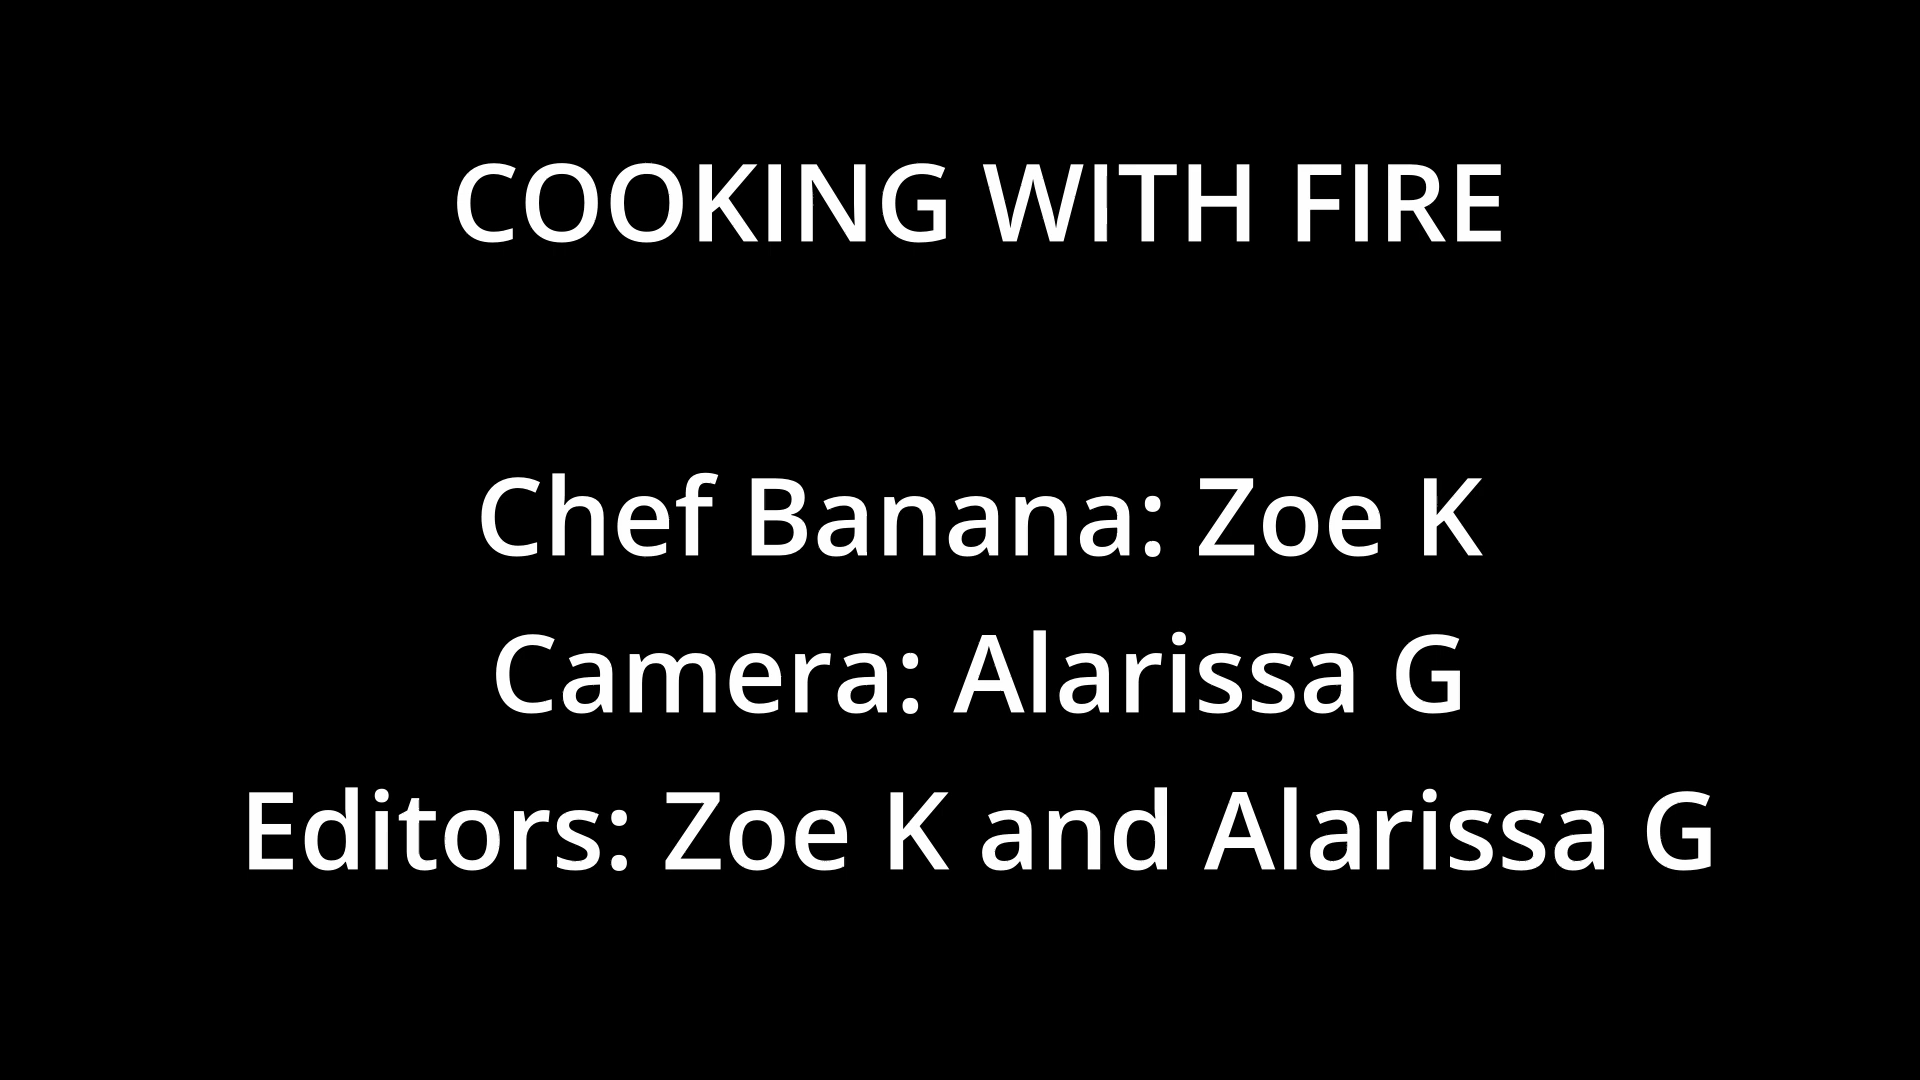 COOKING WITH FIRE
Chef Banana: Zoe K
Camera: Alarissa G
Editors: Zoe K and Alarissa G